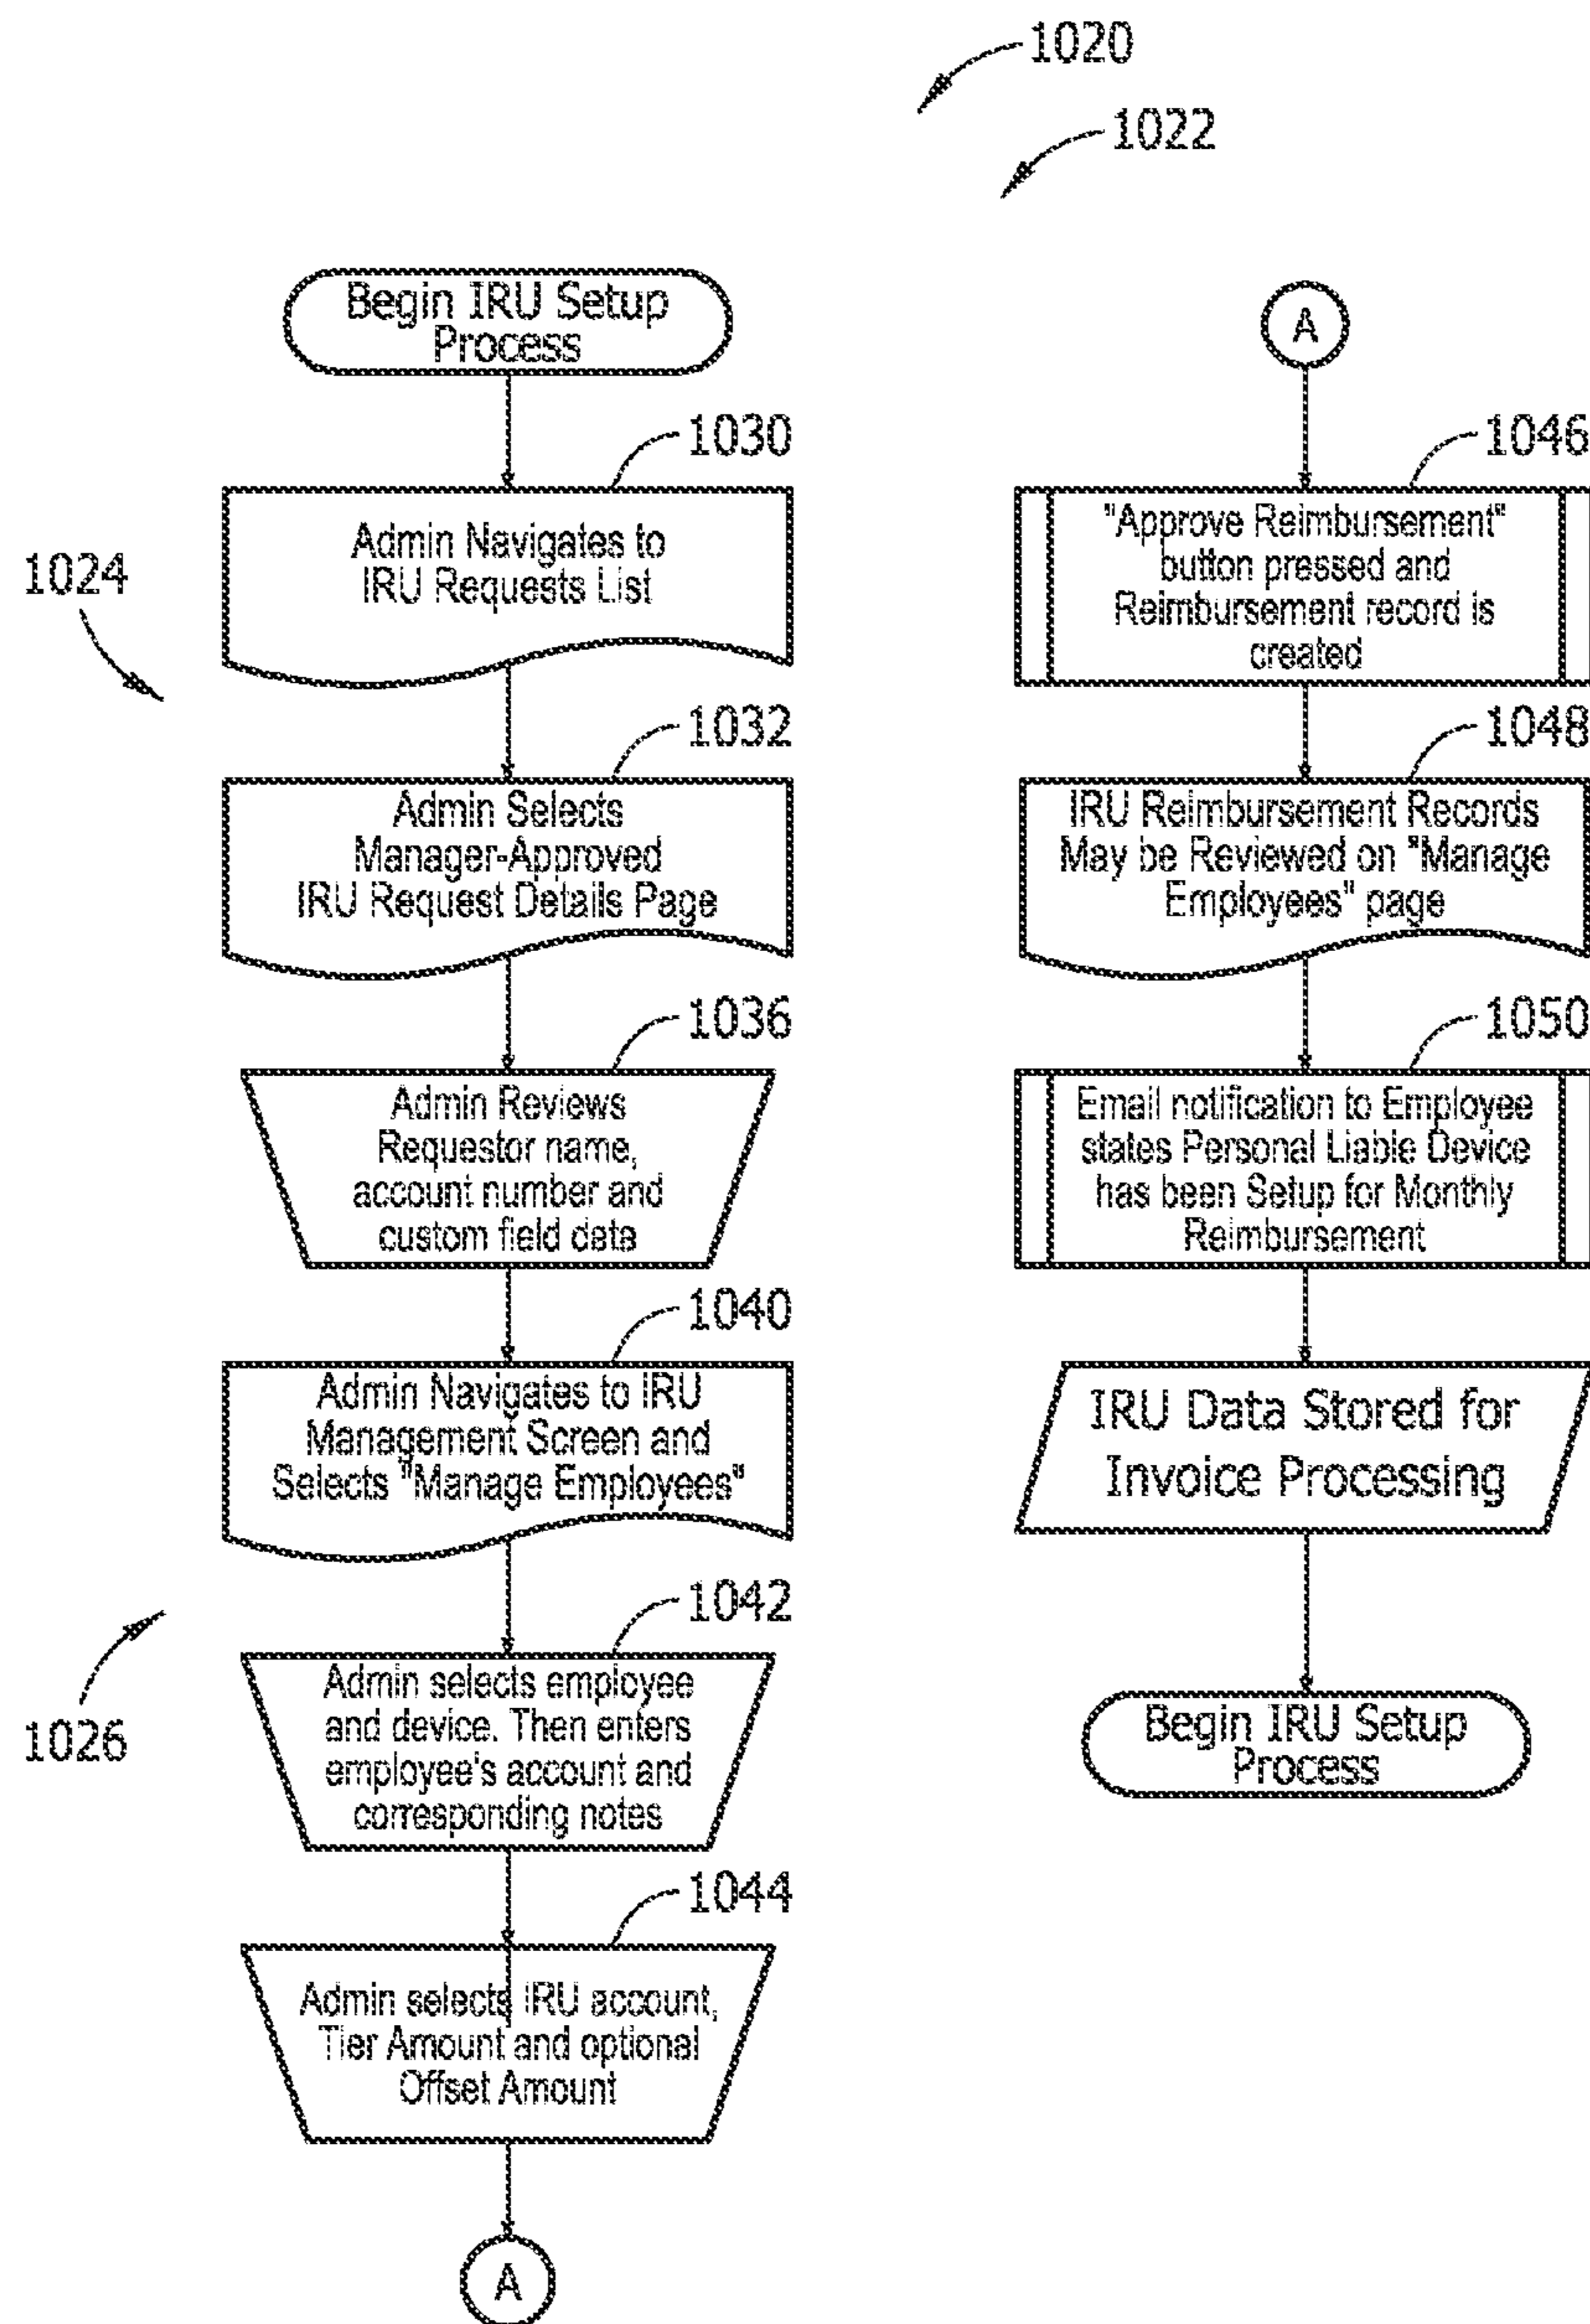 1020
1022
Begin IRU Setup
Process
1030
Admin Navigates to
IRU Requests List
1024
1032
Admin Selects
Manager-Approved
IRU Request Details Page
1036
Admin Reviews
Requestor name,
account number and
custom field data
1040
Admin Navigates to IRU
Management Screen and
Selects "Manage Employees"
1026
1042
Admin selects employee
and device. Then enters
employee's account and
corresponding notes
1044
Admin selects IRU account,
Tier Amount and optional
Offset Amount
A
A
1046
"Approve Reimbursement"
button pressed and
Reimbursement record is
created
1048
IRU Reimbursement Records
May be Reviewed on "Manage
Employees" page
1050
Email notification to Employee
states Personal Liable Device
has been Setup for Monthly
Reimbursement
IRU Data Stored for
Invoice Processing
Begin IRU Setup
Process